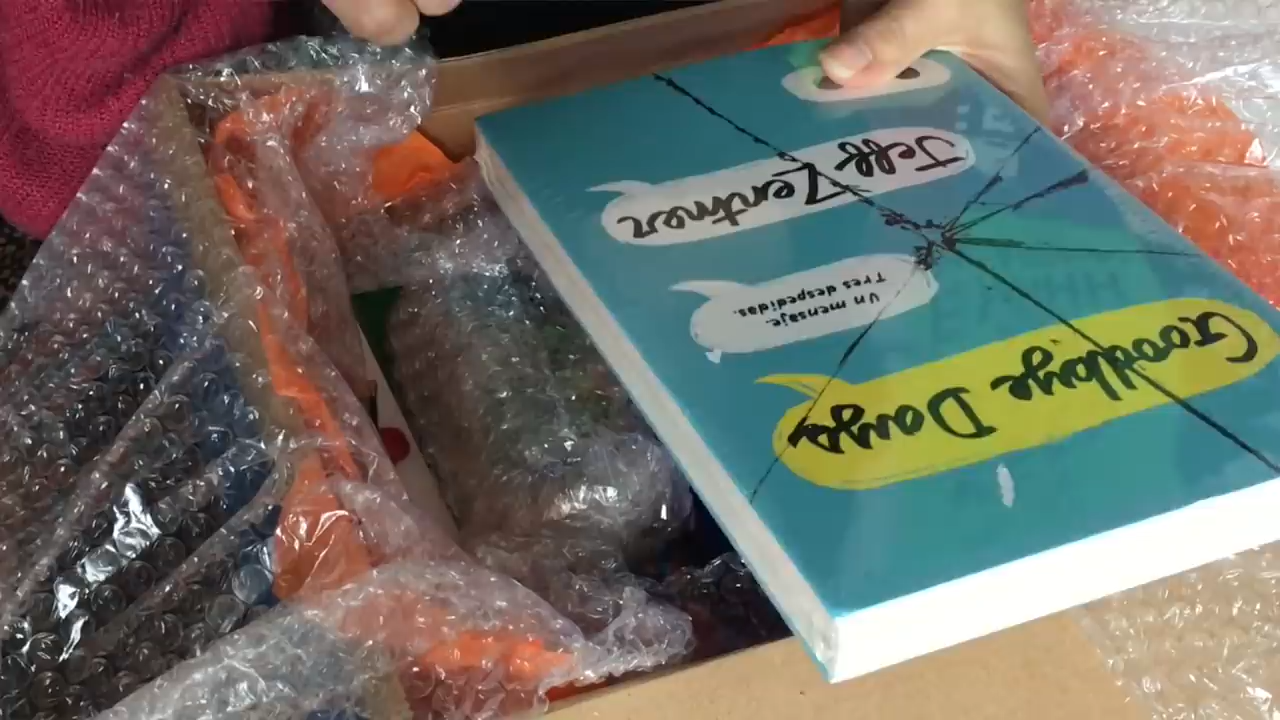 Goodbye Days
Un mensaje.
Tres despedidas.
Jeff Zentner